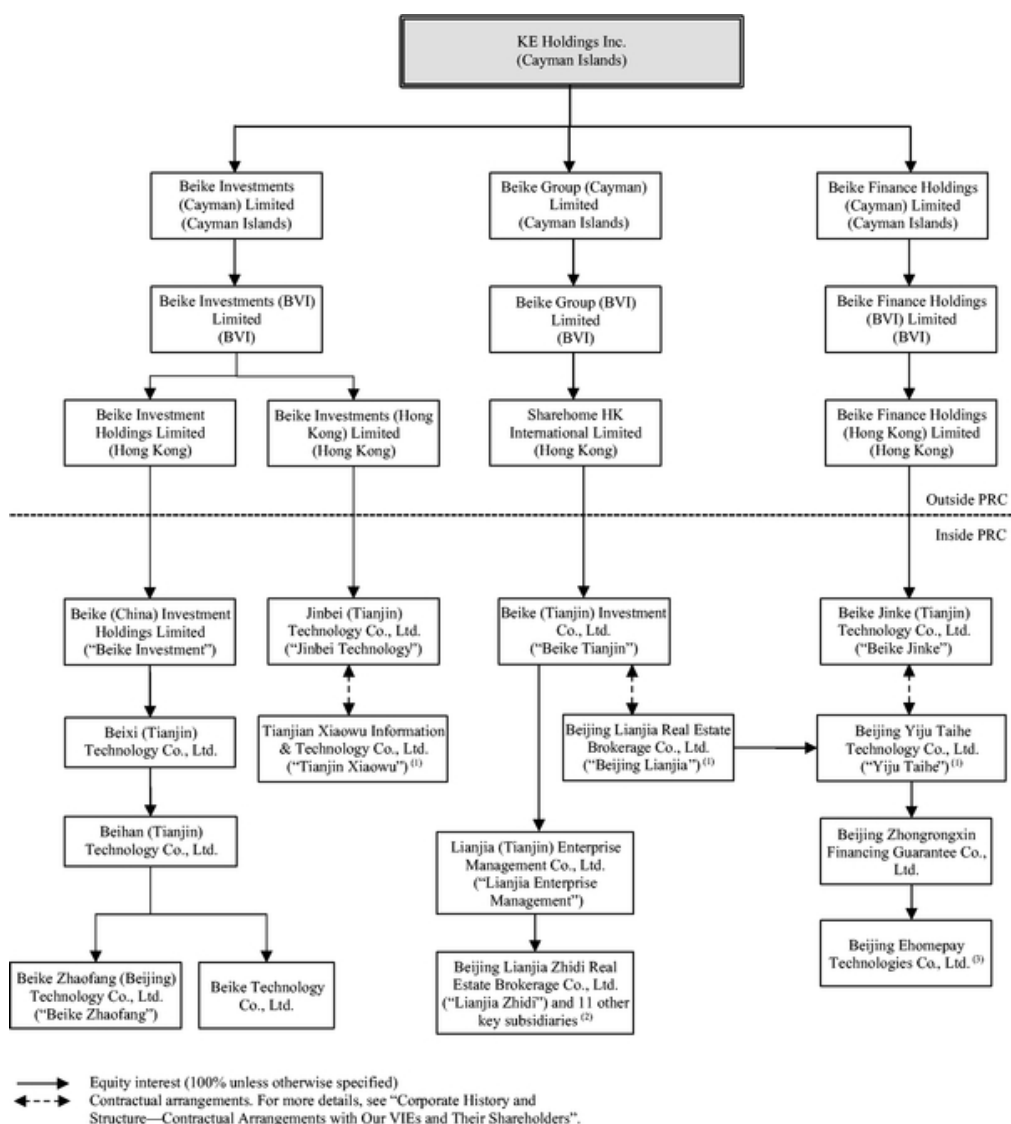 KE Holdings Inc.
(Cayman Islands)
Beike Investments
(Cayman) Limited
(Cayman Islands)
Beike Group (Cayman)
Limited
(Cayman Islands)
Beike Finance Holdings
(Cayman) Limited
(Cayman Islands)
Beike Investments (BVI)
Limited
(BVI)
Beike Group (BVI)
Limited
(BVI)
Beike Finance Holdings
(BVI) Limited
(BVI)
Beike Investment
Holdings Limited
(Hong Kong)
Beike Investments (Hong
Kong) Limited
(Hong Kong)
Sharehome HK
International Limited
(Hong Kong)
Beike Finance Holdings
(Hong Kong) Limited
(Hong Kong)
Outside PRC
Inside PRC
Beike (China) Investment
Holdings Limited
(“Beike Investment”)
Jinbei (Tianjin)
Technology Co., Ltd.
(“Jinbei Technology”)
Beike (Tianjin) Investment
Co., Ltd.
(“Beike Tianjin”)
Beike Jinke (Tianjin)
Technology Co., Ltd.
(“Beike Jinke”)
Beixi (Tianjin)
Technology Co., Ltd.
Tianjian Xiaowu Information
& Technology Co., Ltd.
(“Tianjin Xiaowu”) (1)
Beijing Lianjia Real Estate
Brokerage Co., Ltd.
(“Beijing Lianjia”) (1)
Beijing Yiju Taihe
Technology Co., Ltd.
(“Yiju Taihe”) (1)
Beihan (Tianjin)
Technology Co., Ltd.
Lianjia (Tianjin) Enterprise
Management Co., Ltd.
(“Lianjia Enterprise
Management”)
Beijing Zhongrongxin
Financing Guarantee Co.,
Ltd.
Beike Zhaofang (Beijing)
Technology Co., Ltd.
(“Beike Zhaofang”)
Beike Technology
Co., Ltd.
Beijing Lianjia Zhidi Real
Estate Brokerage Co., Ltd.
(“Lianjia Zhidi”) and 11 other
key subsidiaries (2)
Beijing Ehomepay
Technologies Co., Ltd. (3)
Equity interest (100% unless otherwise specified)
Contractual arrangements. For more details, see “Corporate History and
Structure—Contractual Arrangements with Our VIEs and Their Shareholders”.